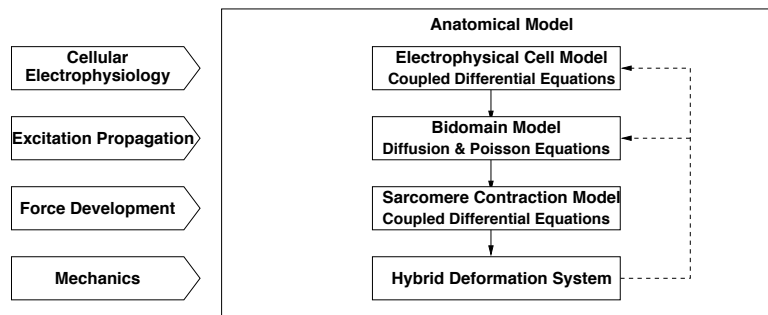 Anatomical Model
Cellular
Electrophysiology
Electrophysical Cell Model
Coupled Differential Equations
Excitation Propagation
Bidomain Model
Diffusion & Poisson Equations
Force Development
Sarcomere Contraction Model
Coupled Differential Equations
Mechanics
Hybrid Deformation System